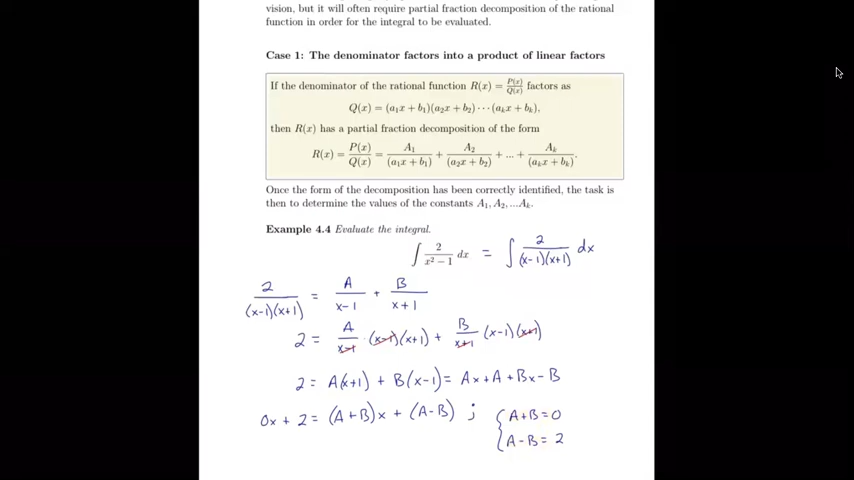 vision, but it will often require partial fraction decomposition of the rational
function in order for the integral to be evaluated.
Case 1: The denominator factors into a product of linear factors
If the denominator of the rational function R(x) = P(x)/Q(x) factors as
Q(x) = (a₁x + b₁)(a₂x + b₂) · · · (aₖx + bₖ),
then R(x) has a partial fraction decomposition of the form
R(x) = P(x)/Q(x) = A₁/(a₁x + b₁) + A₂/(a₂x + b₂) + ... + Aₖ/(aₖx + bₖ).
Once the form of the decomposition has been correctly identified, the task is
then to determine the values of the constants A₁, A₂, ...Aₖ.
Example 4.4 Evaluate the integral.
∫ 2/(x² − 1) dx = ∫ 2/((x-1)(x+1)) dx
2/((x-1)(x+1)) = A/(x-1) + B/(x+1)
2 = A/(x-1) · (x-1)(x+1) + B/(x+1) (x-1)(x+1)
2 = A(x+1) + B(x-1) = Ax + A + Bx - B
0x + 2 = (A+B)x + (A-B) ; { A+B = 0
A-B = 2